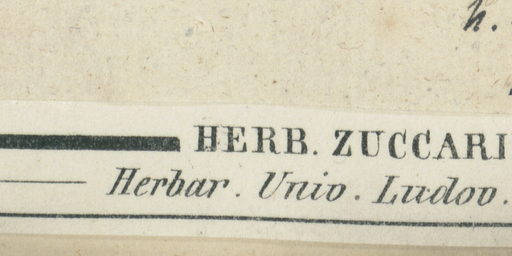 h.
HERB. ZUCCARI
Herbar. Univ. Ludov.